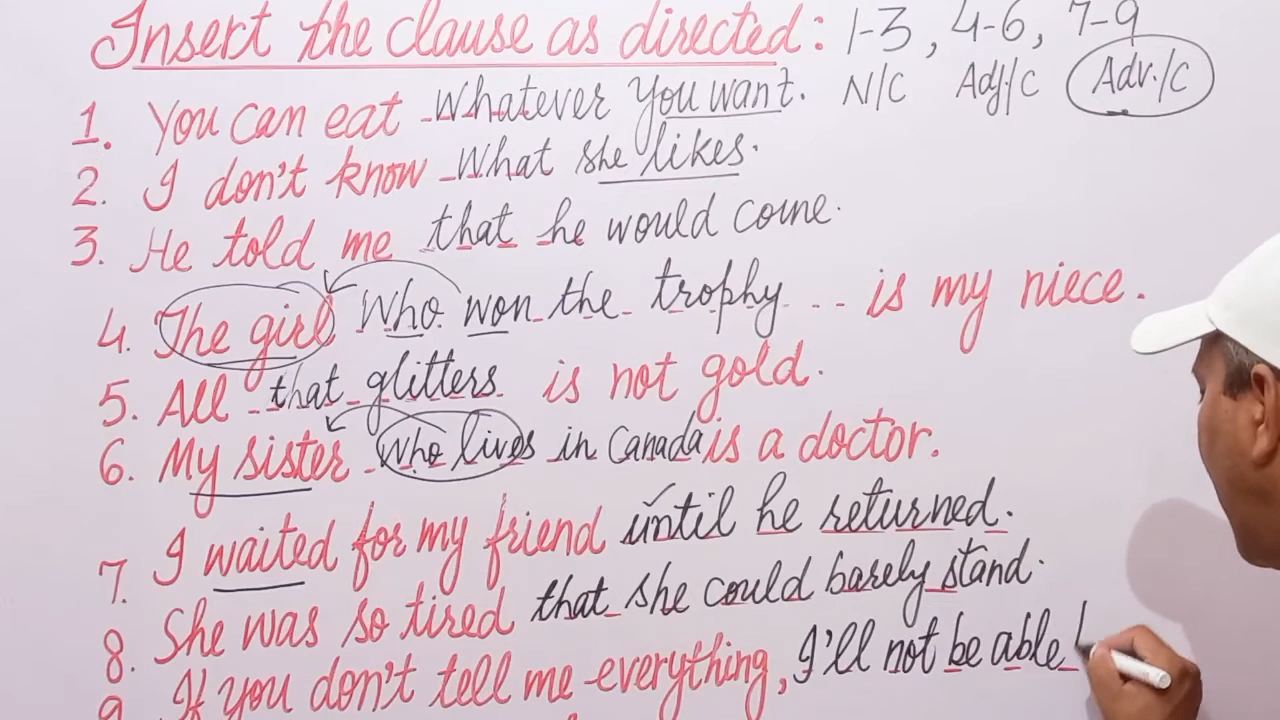 Insert the clause as directed: 1-3, 4-6, 7-9
N/C Adj./C Adv./C
1. You can eat whatever you want.
2. I don't know what she likes.
3. He told me that he would come.
4. The girl who won the trophy is my niece.
5. All that glitters is not gold.
6. My sister who lives in Canada is a doctor.
7. I waited for my friend until he returned.
8. She was so tired that she could barely stand.
9. If you don't tell me everything, I'll not be able